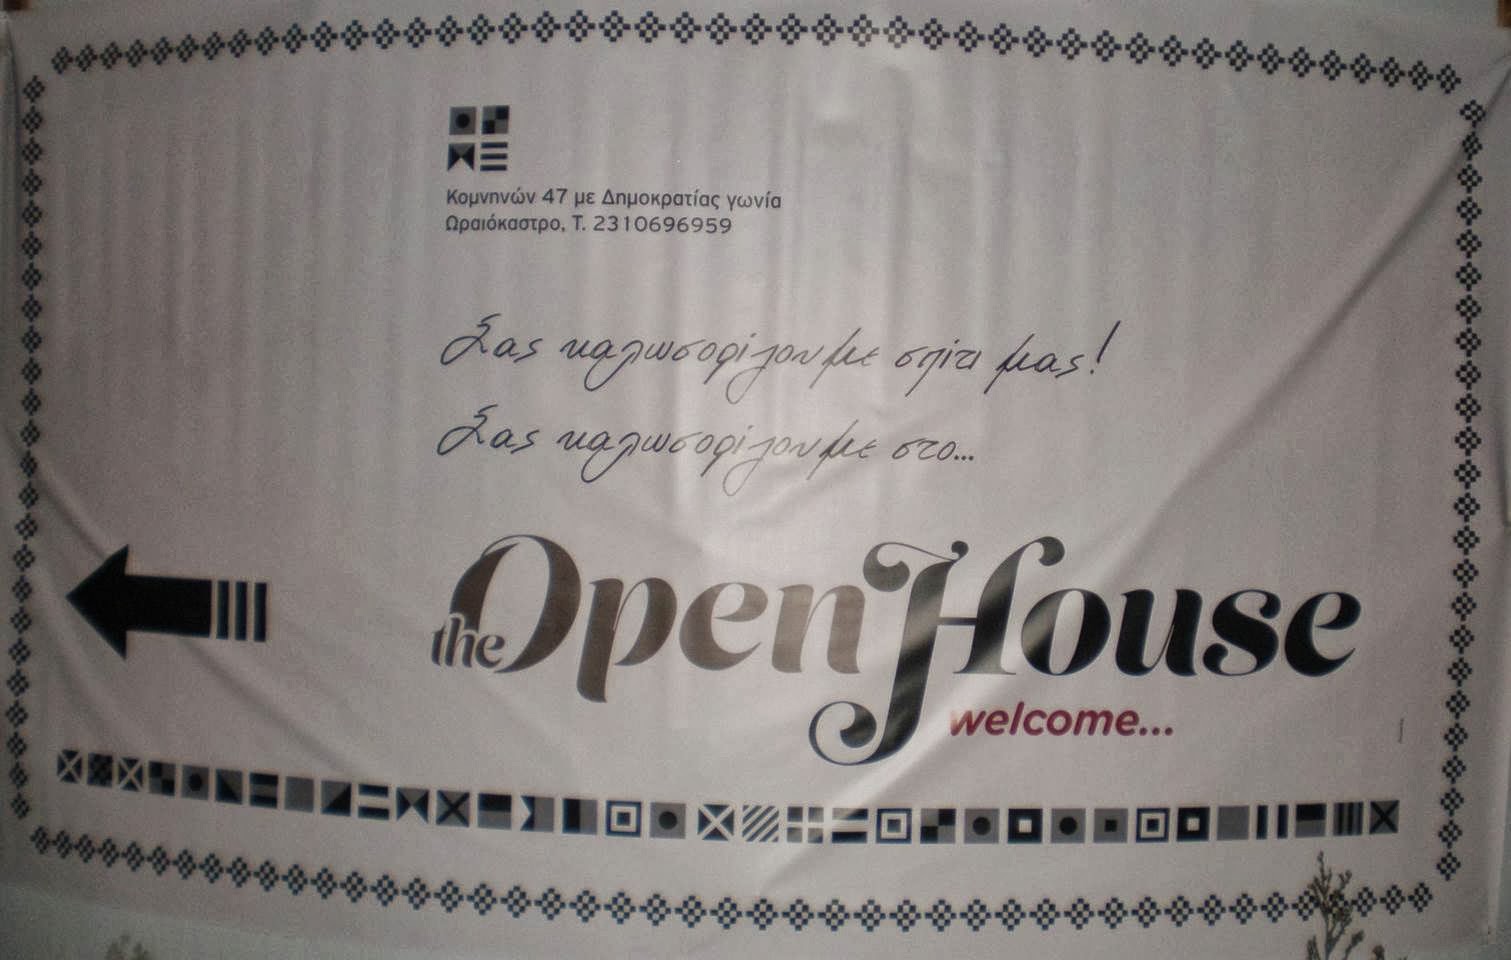 Κομνηνών 47 με Δημοκρατίας γωνία
Ωραιόκαστρο, Τ. 2310696959
Σας καλωσορίζουμε σπίτι μας!
Σας καλωσορίζουμε στο...
the Open House
welcome...